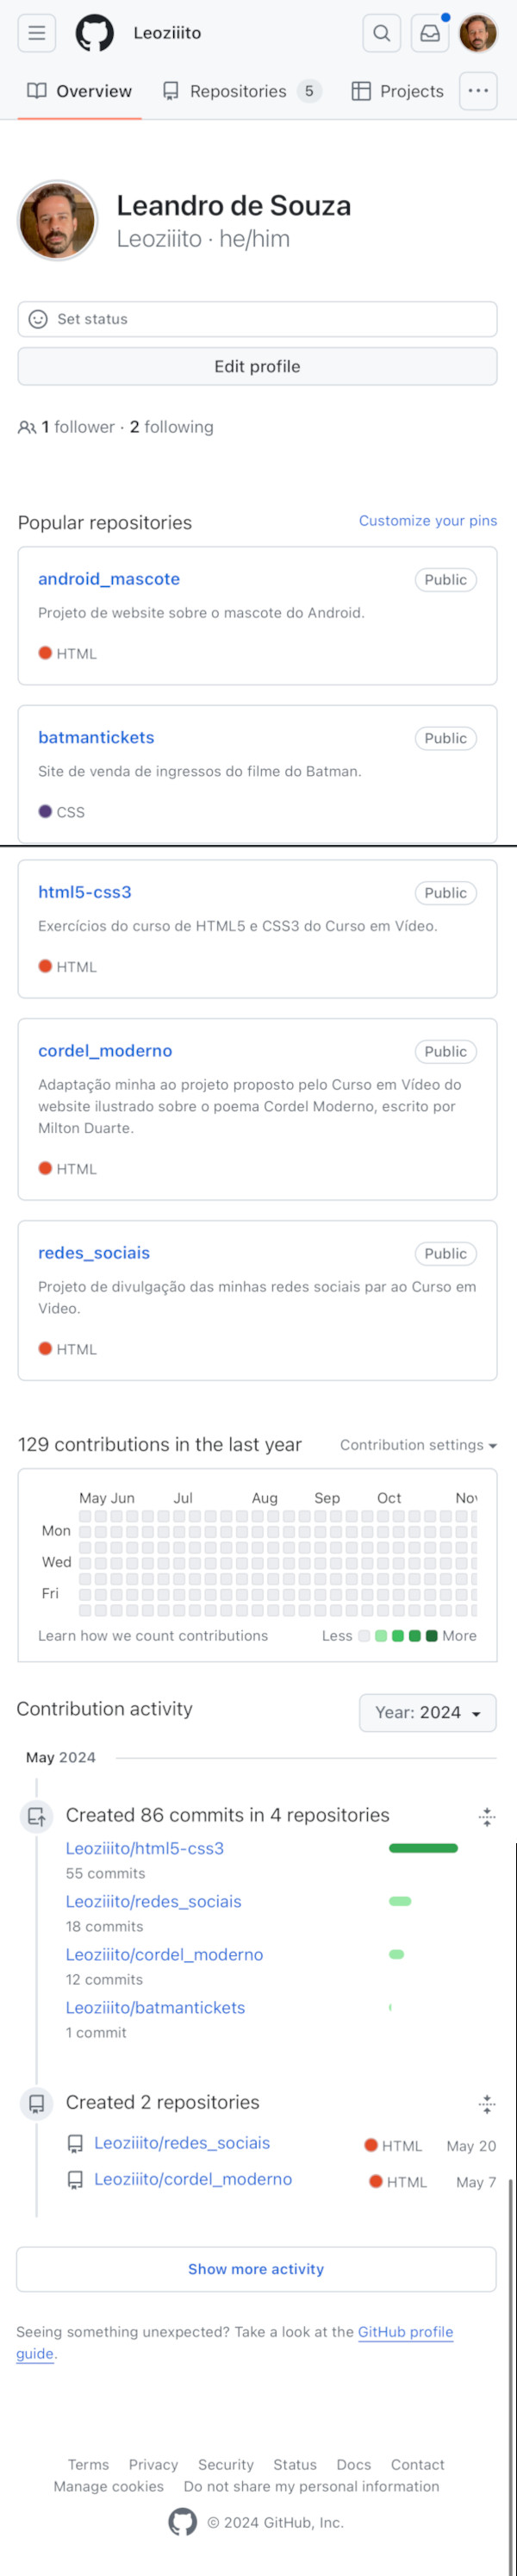 Leoziiito
Overview
Repositories 5
Projects
Leandro de Souza
Leoziiito · he/him
Set status
Edit profile
1 follower · 2 following
Popular repositories
Customize your pins
android_mascote
Public
Projeto de website sobre o mascote do Android.
HTML
batmantickets
Public
Site de venda de ingressos do filme do Batman.
CSS
html5-css3
Public
Exercícios do curso de HTML5 e CSS3 do Curso em Vídeo.
HTML
cordel_moderno
Public
Adaptação minha ao projeto proposto pelo Curso em Vídeo do
website ilustrado sobre o poema Cordel Moderno, escrito por
Milton Duarte.
HTML
redes_sociais
Public
Projeto de divulgação das minhas redes sociais par ao Curso em
Video.
HTML
129 contributions in the last year
Contribution settings
May Jun Jul Aug Sep Oct Nov
Mon
Wed
Fri
Learn how we count contributions
Less More
Contribution activity
Year: 2024
May 2024
Created 86 commits in 4 repositories
Leoziiito/html5-css3
55 commits
Leoziiito/redes_sociais
18 commits
Leoziiito/cordel_moderno
12 commits
Leoziiito/batmantickets
1 commit
Created 2 repositories
Leoziiito/redes_sociais HTML May 20
Leoziiito/cordel_moderno HTML May 7
Show more activity
Seeing something unexpected? Take a look at the GitHub profile
guide.
Terms Privacy Security Status Docs Contact
Manage cookies Do not share my personal information
© 2024 GitHub, Inc.